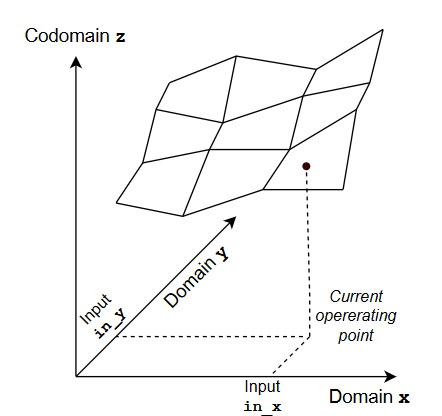 Codomain z
Domain y
Input
in_y
Current
opererating
point
Input
in_x
Domain x